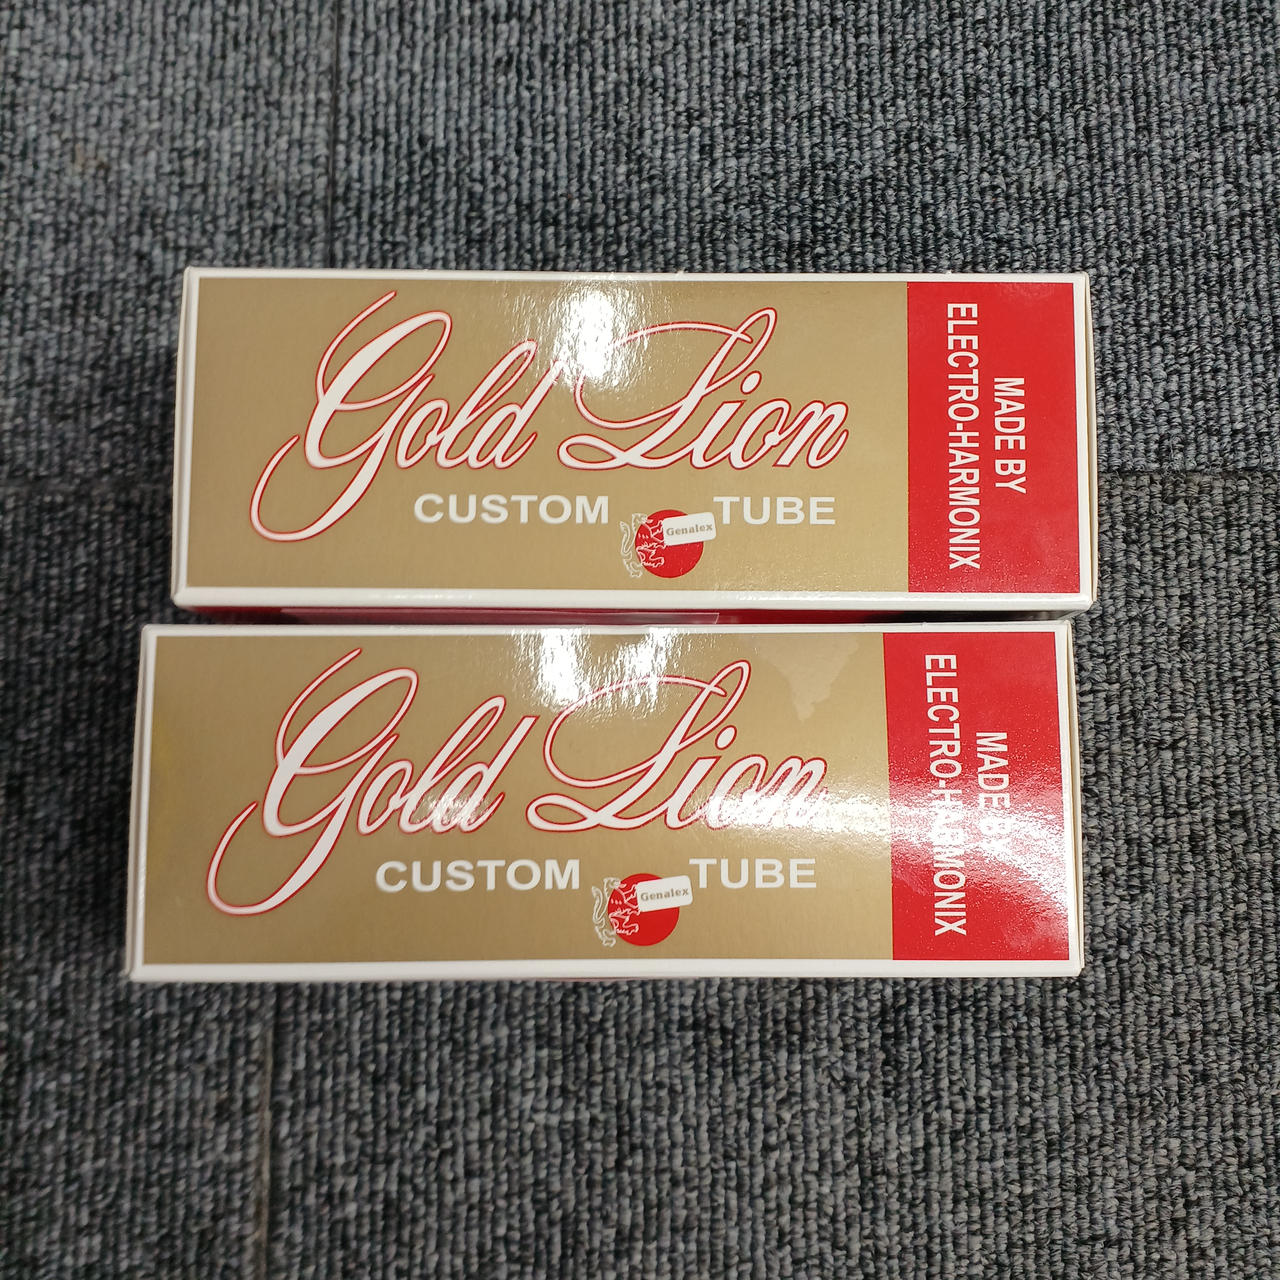 Gold Lion
CUSTOM TUBE
Genalex
MADE BY
ELECTRO-HARMONIX
Gold Lion
CUSTOM TUBE
Genalex
MADE BY
ELECTRO-HARMONIX